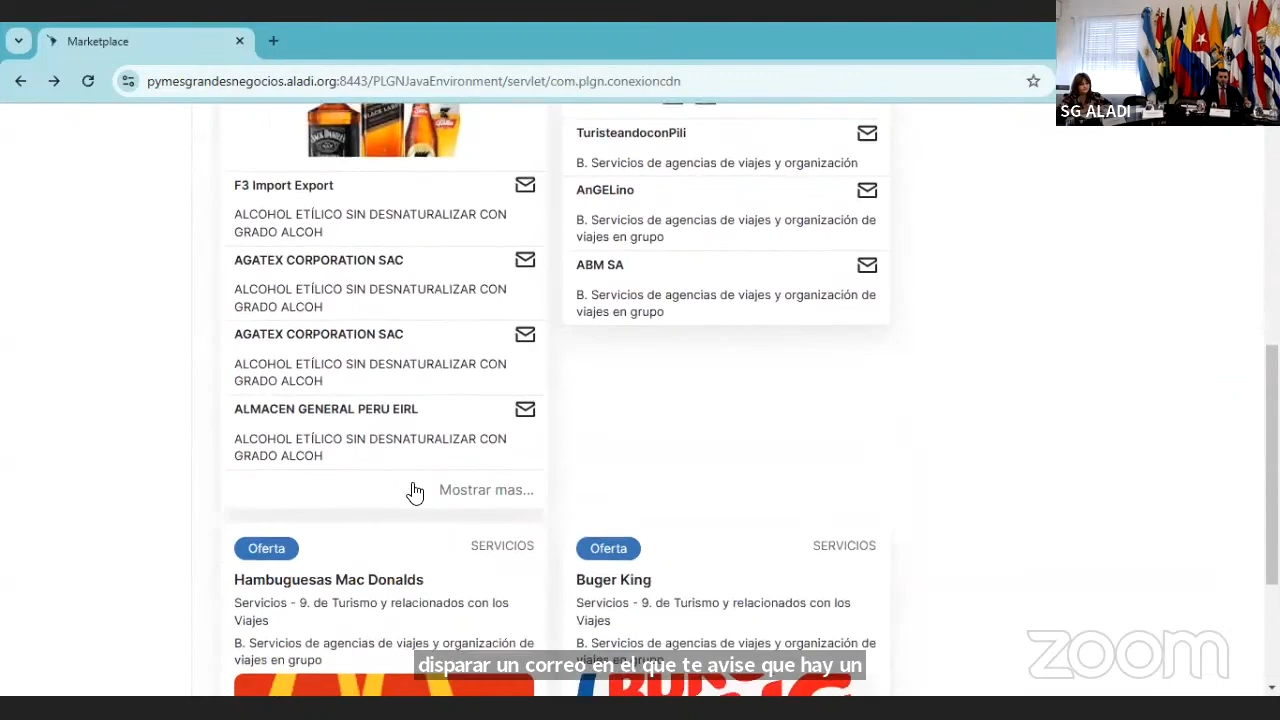 Marketplace
pymesgrandesnegocios.aladi.org:8443/PLGNJavaEnvironment/servlet/com.plgn.conexioncdn
SG ALADI
JACK DANIEL'S
F3 Import Export
ALCOHOL ETÍLICO SIN DESNATURALIZAR CON
GRADO ALCOH
AGATEX CORPORATION SAC
ALCOHOL ETÍLICO SIN DESNATURALIZAR CON
GRADO ALCOH
AGATEX CORPORATION SAC
ALCOHOL ETÍLICO SIN DESNATURALIZAR CON
GRADO ALCOH
ALMACEN GENERAL PERU EIRL
ALCOHOL ETÍLICO SIN DESNATURALIZAR CON
GRADO ALCOH
Mostrar mas...
TuristeandoconPili
B. Servicios de agencias de viajes y organización
AnGELino
B. Servicios de agencias de viajes y organización de
viajes en grupo
ABM SA
B. Servicios de agencias de viajes y organización de
viajes en grupo
Oferta
SERVICIOS
Hambuguesas Mac Donalds
Servicios - 9. de Turismo y relacionados con los
Viajes
B. Servicios de agencias de viajes y organización de
viajes en grupo
Oferta
SERVICIOS
Buger King
Servicios - 9. de Turismo y relacionados con los
Viajes
B. Servicios de agencias de viajes y organización de
viajes en grupo
disparar un correo en el que te avise que hay un
zoom